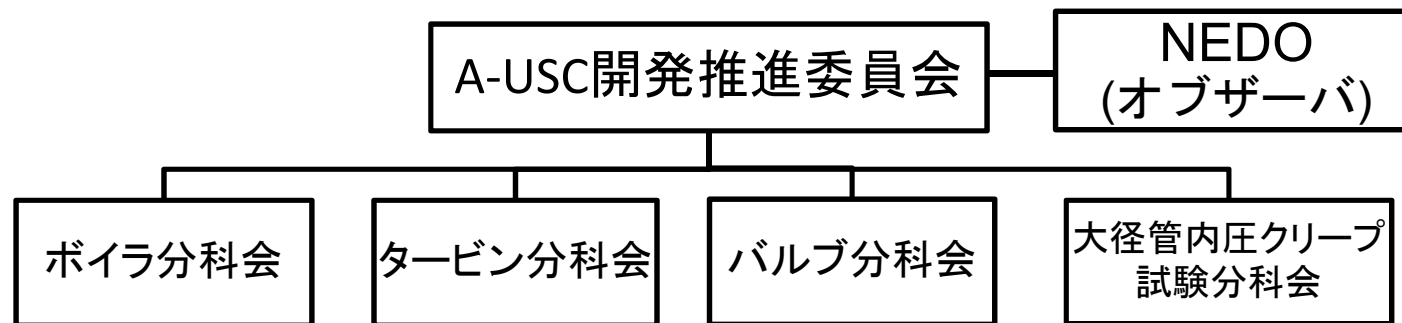 A-USC開発推進委員会
NEDO
(オブザーバ)
ボイラ分科会
タービン分科会
バルブ分科会
大径管内圧クリープ
試験分科会